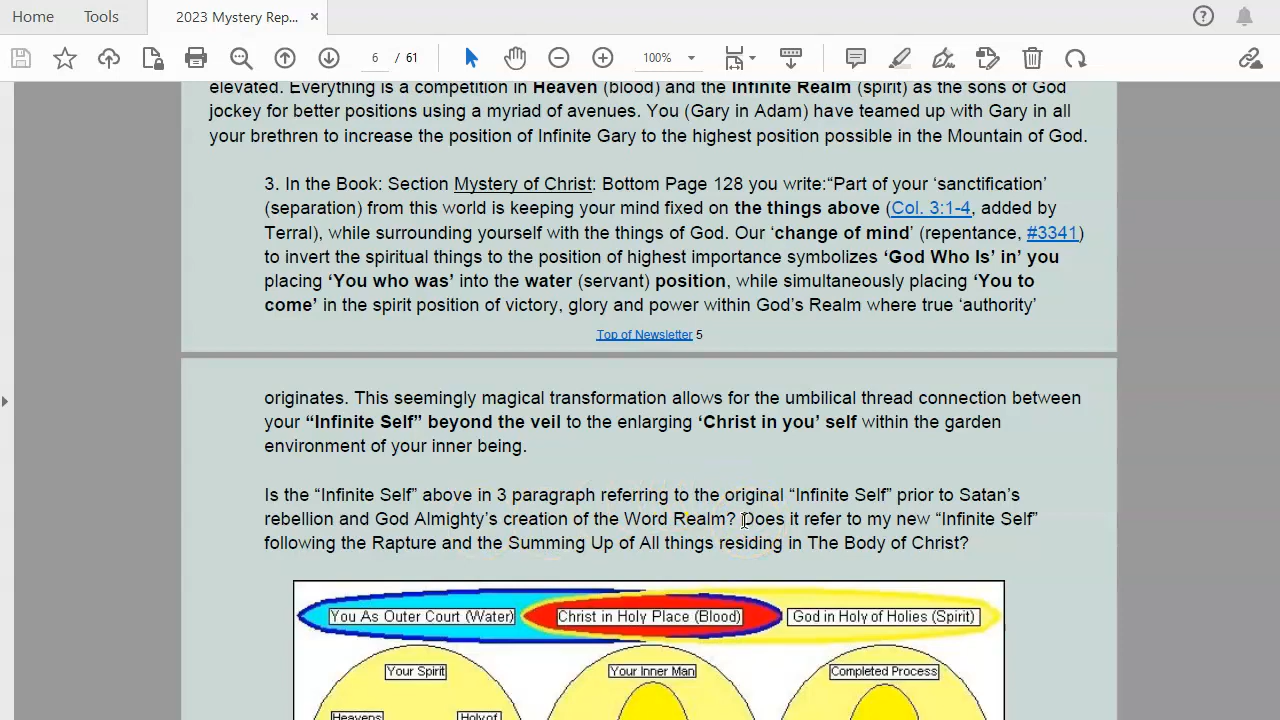 Home Tools 2023 Mystery Rep... ×
6 / 61 100%
elevated. Everything is a competition in Heaven (blood) and the Infinite Realm (spirit) as the sons of God
jockey for better positions using a myriad of avenues. You (Gary in Adam) have teamed up with Gary in all
your brethren to increase the position of Infinite Gary to the highest position possible in the Mountain of God.
3. In the Book: Section Mystery of Christ: Bottom Page 128 you write:“Part of your ‘sanctification’
(separation) from this world is keeping your mind fixed on the things above (Col. 3:1-4, added by
Terral), while surrounding yourself with the things of God. Our ‘change of mind’ (repentance, #3341)
to invert the spiritual things to the position of highest importance symbolizes ‘God Who Is’ in’ you
placing ‘You who was’ into the water (servant) position, while simultaneously placing ‘You to
come’ in the spirit position of victory, glory and power within God’s Realm where true ‘authority’
Top of Newsletter 5
originates. This seemingly magical transformation allows for the umbilical thread connection between
your “Infinite Self” beyond the veil to the enlarging ‘Christ in you’ self within the garden
environment of your inner being.
Is the “Infinite Self” above in 3 paragraph referring to the original “Infinite Self” prior to Satan’s
rebellion and God Almighty’s creation of the Word Realm? Does it refer to my new “Infinite Self”
following the Rapture and the Summing Up of All things residing in The Body of Christ?
You As Outer Court (Water) Christ in Holy Place (Blood) God in Holy of Holies (Spirit)
Your Spirit Your Inner Man Completed Process
Heavens Holy of